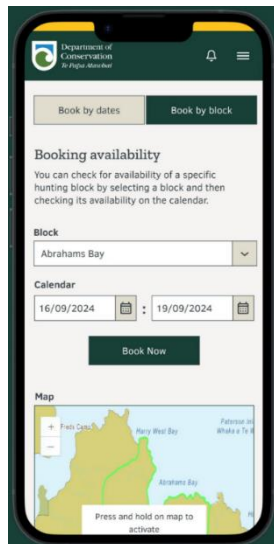 Department of
Conservation
Te Papa Atawhai
Book by dates
Book by block
Booking availability
You can check for availability of a specific
hunting block by selecting a block and then
checking its availability on the calendar.
Block
Abrahams Bay
Calendar
16/09/2024 : 19/09/2024
Book Now
Map
+
Freds Camp
Harry West Bay
Paterson
–
Abrahams Bay
Press and hold on map to
activate